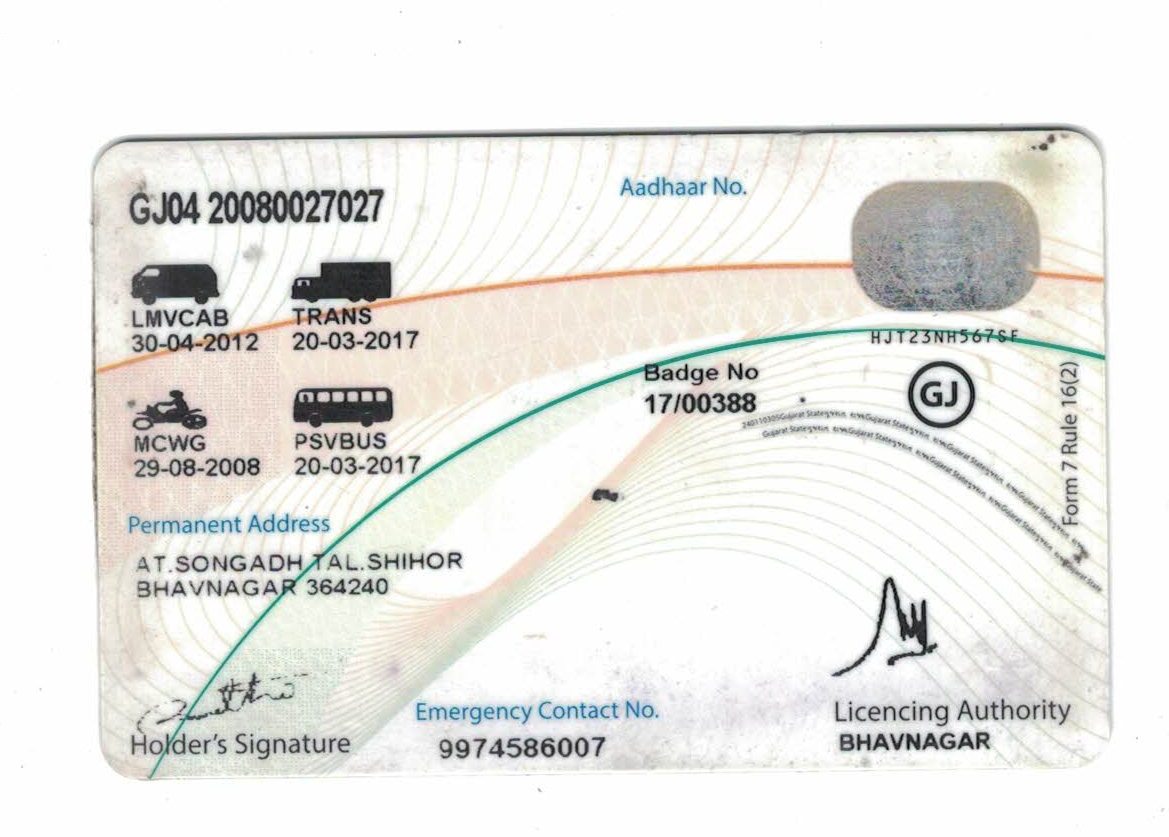 GJ04 20080027027
Aadhaar No.
LMVCAB
30-04-2012
TRANS
20-03-2017
HJT23NH567SF
MCWG
29-08-2008
PSVBUS
20-03-2017
Badge No
17/00388
GJ
Form 7 Rule 16(2)
Permanent Address
AT.SONGADH TAL.SHIHOR
BHAVNAGAR 364240
Holder's Signature
Emergency Contact No.
9974586007
Licencing Authority
BHAVNAGAR